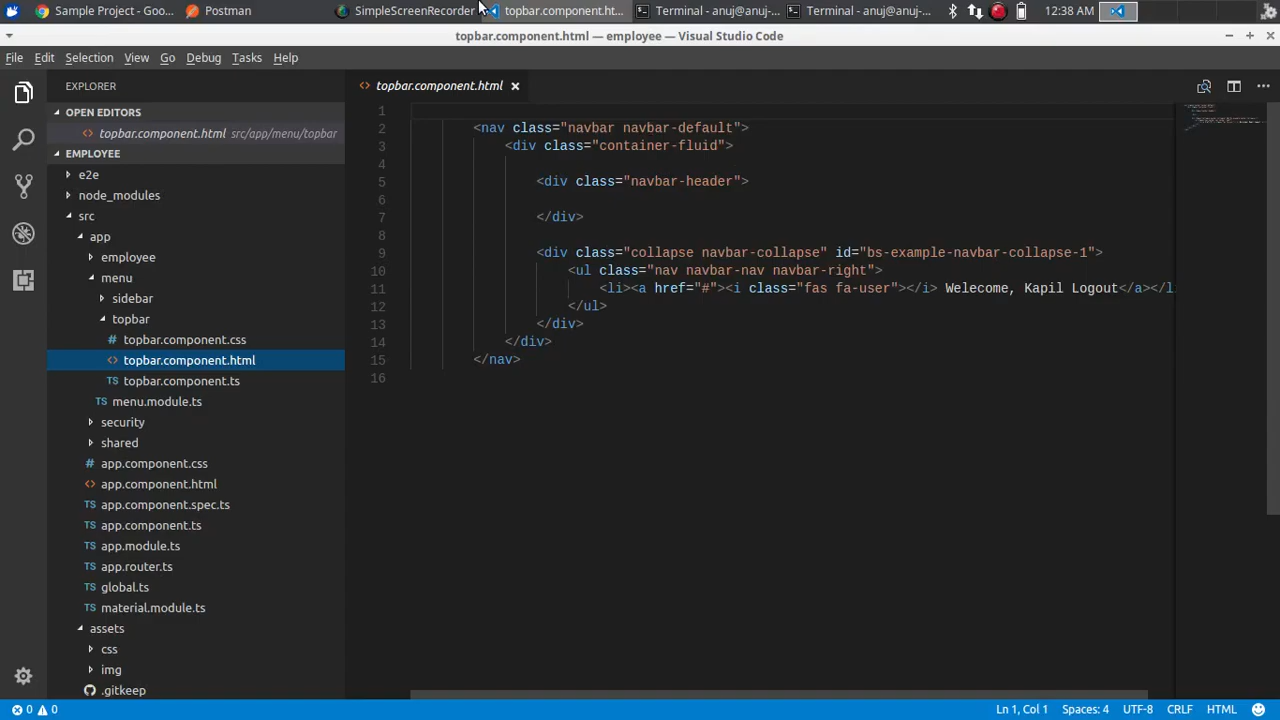 Sample Project - Goo...
Postman
SimpleScreenRecorder
topbar.component.ht...
Terminal - anuj@anuj-...
Terminal - anuj@anuj-...
12:38 AM
topbar.component.html — employee — Visual Studio Code
File Edit Selection View Go Debug Tasks Help
EXPLORER
OPEN EDITORS
<> topbar.component.html src/app/menu/topbar
EMPLOYEE
e2e
node_modules
src
app
employee
menu
sidebar
topbar
# topbar.component.css
<> topbar.component.html
TS topbar.component.ts
TS menu.module.ts
security
shared
# app.component.css
<> app.component.html
TS app.component.spec.ts
TS app.component.ts
TS app.module.ts
TS app.router.ts
TS global.ts
TS material.module.ts
assets
css
img
.gitkeep
<> topbar.component.html ×
1
2 <nav class="navbar navbar-default">
3 <div class="container-fluid">
4
5 <div class="navbar-header">
6
7 </div>
8
9 <div class="collapse navbar-collapse" id="bs-example-navbar-collapse-1">
10 <ul class="nav navbar-nav navbar-right">
11 <li><a href="#"><i class="fas fa-user"></i> Welecome, Kapil Logout</a></l
12 </ul>
13 </div>
14 </div>
15 </nav>
16
0 0
Ln 1, Col 1 Spaces: 4 UTF-8 CRLF HTML